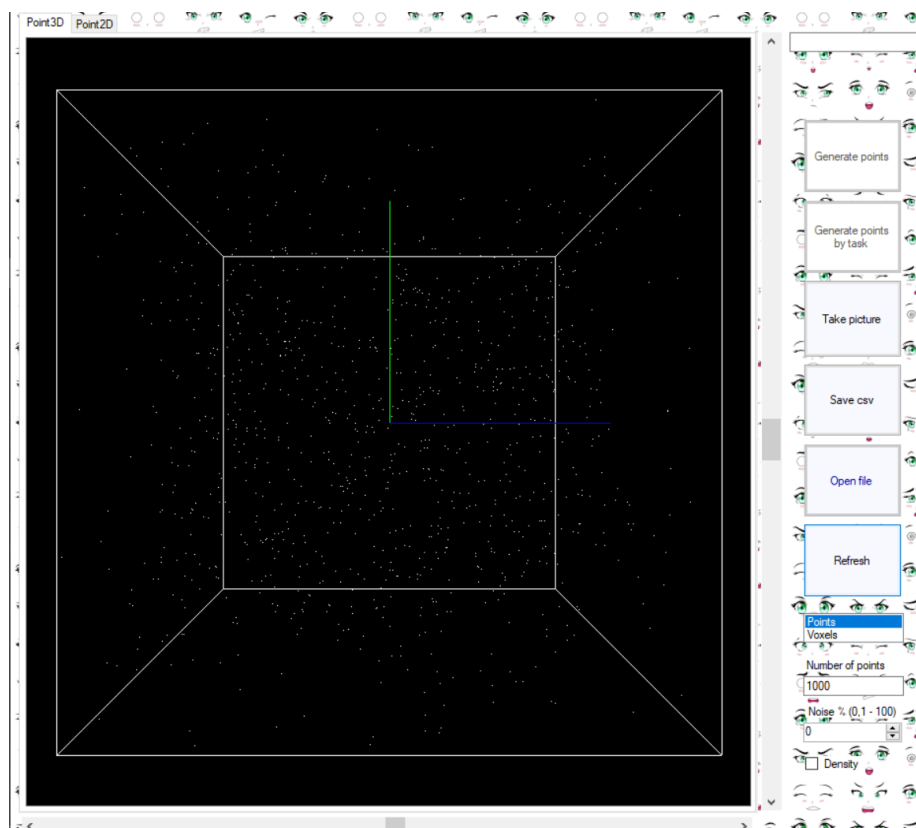 Point3D
Point2D
Generate points
Generate points
by task
Take picture
Save csv
Open file
Refresh
Points
Voxels
Number of points
1000
Noise % (0,1 - 100)
0
Density